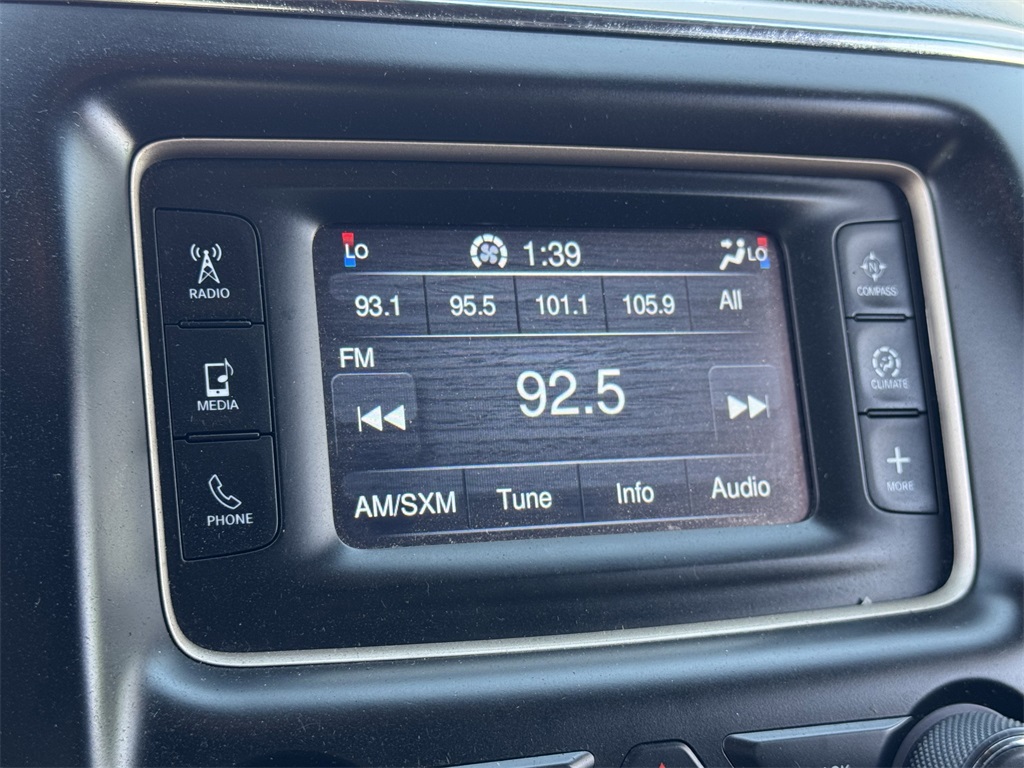 LO 1:39 LO
93.1 95.5 101.1 105.9 All
FM
92.5
AM/SXM Tune Info Audio
RADIO
MEDIA
PHONE
COMPASS
CLIMATE
MORE